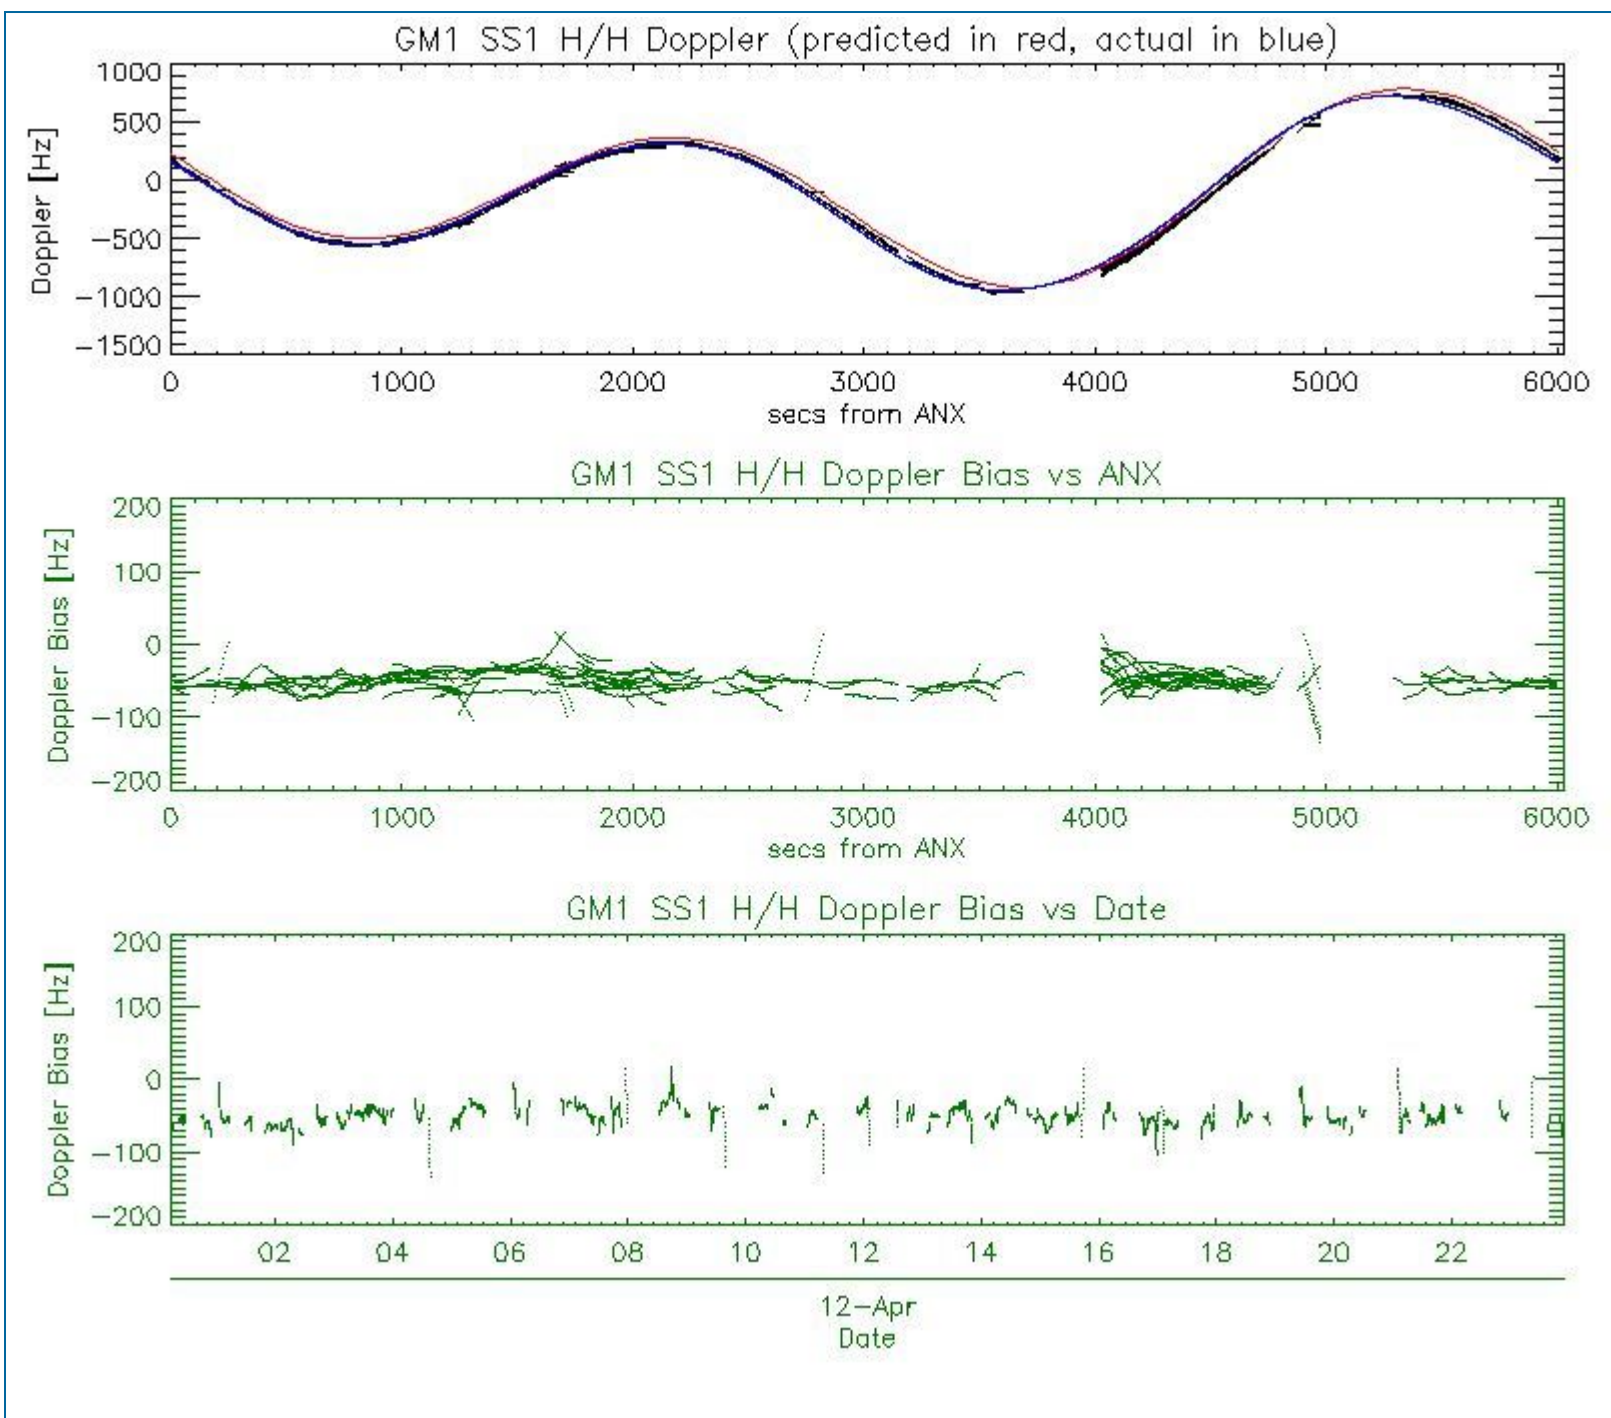 GM1 SS1 H/H Doppler (predicted in red, actual in blue)
1000
500
0
-500
-1000
-1500
Doppler [Hz]
0 1000 2000 3000 4000 5000 6000
secs from ANX
GM1 SS1 H/H Doppler Bias vs ANX
200
100
0
-100
-200
Doppler Bias [Hz]
0 1000 2000 3000 4000 5000 6000
secs from ANX
GM1 SS1 H/H Doppler Bias vs Date
200
100
0
-100
-200
Doppler Bias [Hz]
02 04 06 08 10 12 14 16 18 20 22
12-Apr
Date